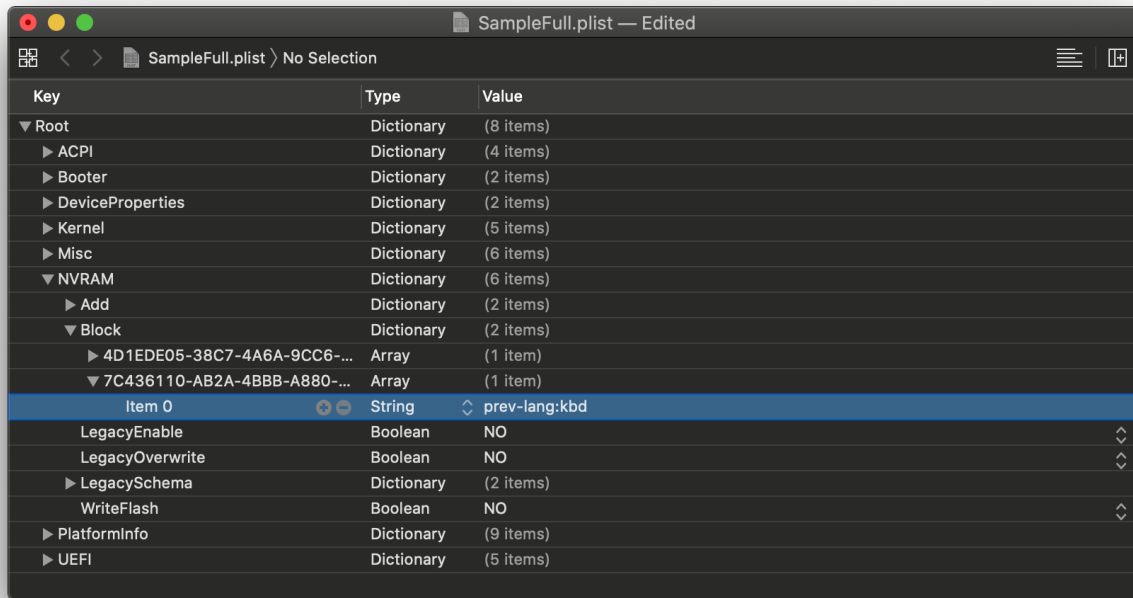 SampleFull.plist — Edited
SampleFull.plist 〉 No Selection
Key Type Value
Root Dictionary (8 items)
ACPI Dictionary (4 items)
Booter Dictionary (2 items)
DeviceProperties Dictionary (2 items)
Kernel Dictionary (5 items)
Misc Dictionary (6 items)
NVRAM Dictionary (6 items)
Add Dictionary (2 items)
Block Dictionary (2 items)
4D1EDE05-38C7-4A6A-9CC6-... Array (1 item)
7C436110-AB2A-4BBB-A880-... Array (1 item)
Item 0 String prev-lang:kbd
LegacyEnable Boolean NO
LegacyOverwrite Boolean NO
LegacySchema Dictionary (2 items)
WriteFlash Boolean NO
PlatformInfo Dictionary (9 items)
UEFI Dictionary (5 items)